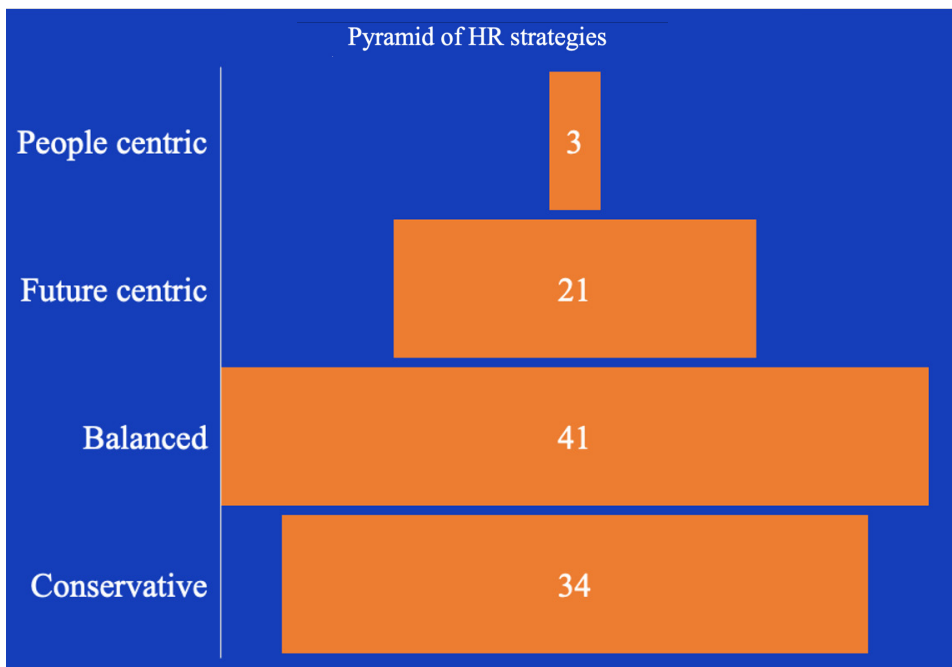 Pyramid of HR strategies
People centric
3
Future centric
21
Balanced
41
Conservative
34